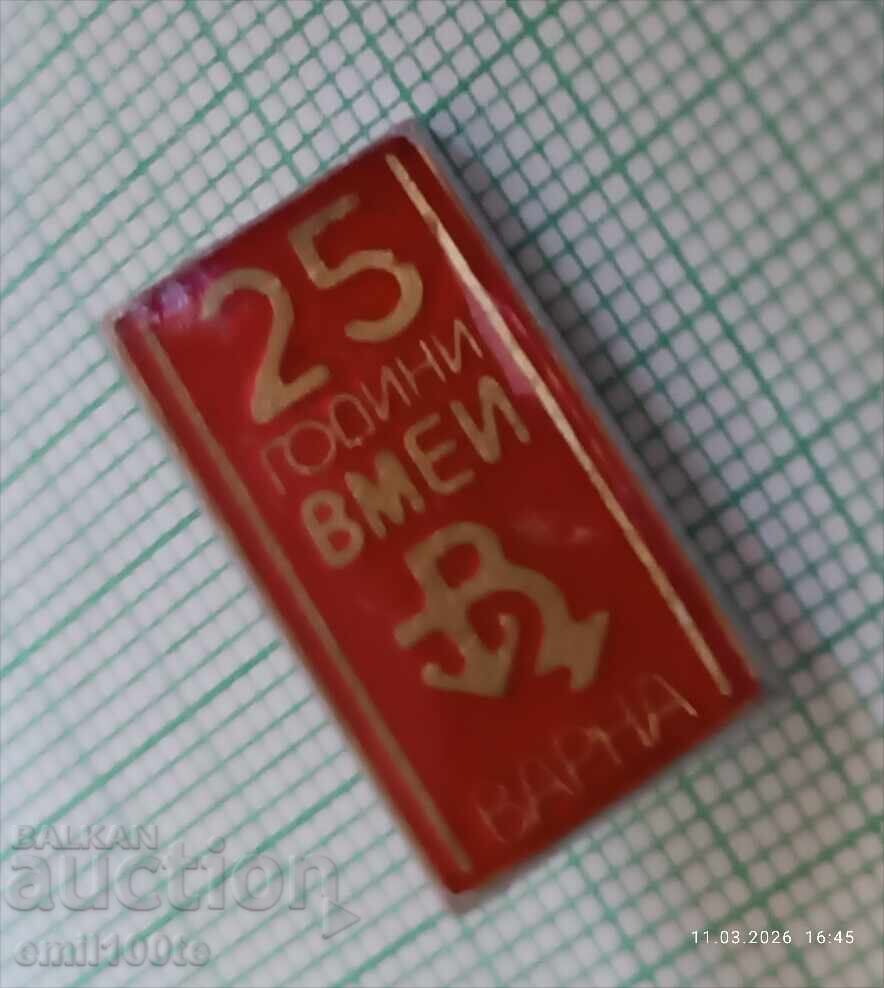 25
ГОДИНИ
ВМЕИ
ВАРНА
BALKAN
auction
emil100te
11.03.2026 16:45